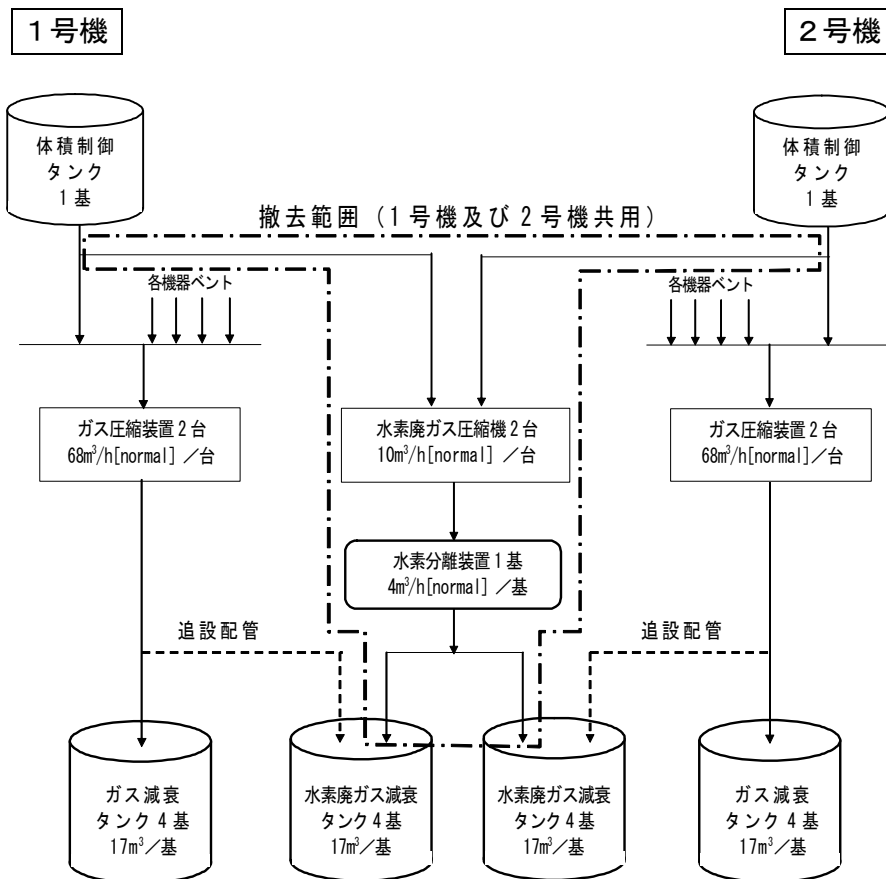 1号機
2号機
体積制御
タンク
1基
体積制御
タンク
1基
撤去範囲（1号機及び2号機共用）
各機器ベント
各機器ベント
ガス圧縮装置2台
68m³/h[normal]／台
水素廃ガス圧縮機2台
10m³/h[normal]／台
ガス圧縮装置2台
68m³/h[normal]／台
水素分離装置1基
4m³/h[normal]／基
追設配管
追設配管
ガス減衰
タンク4基
17m³／基
水素廃ガス減衰
タンク4基
17m³／基
水素廃ガス減衰
タンク4基
17m³／基
ガス減衰
タンク4基
17m³／基